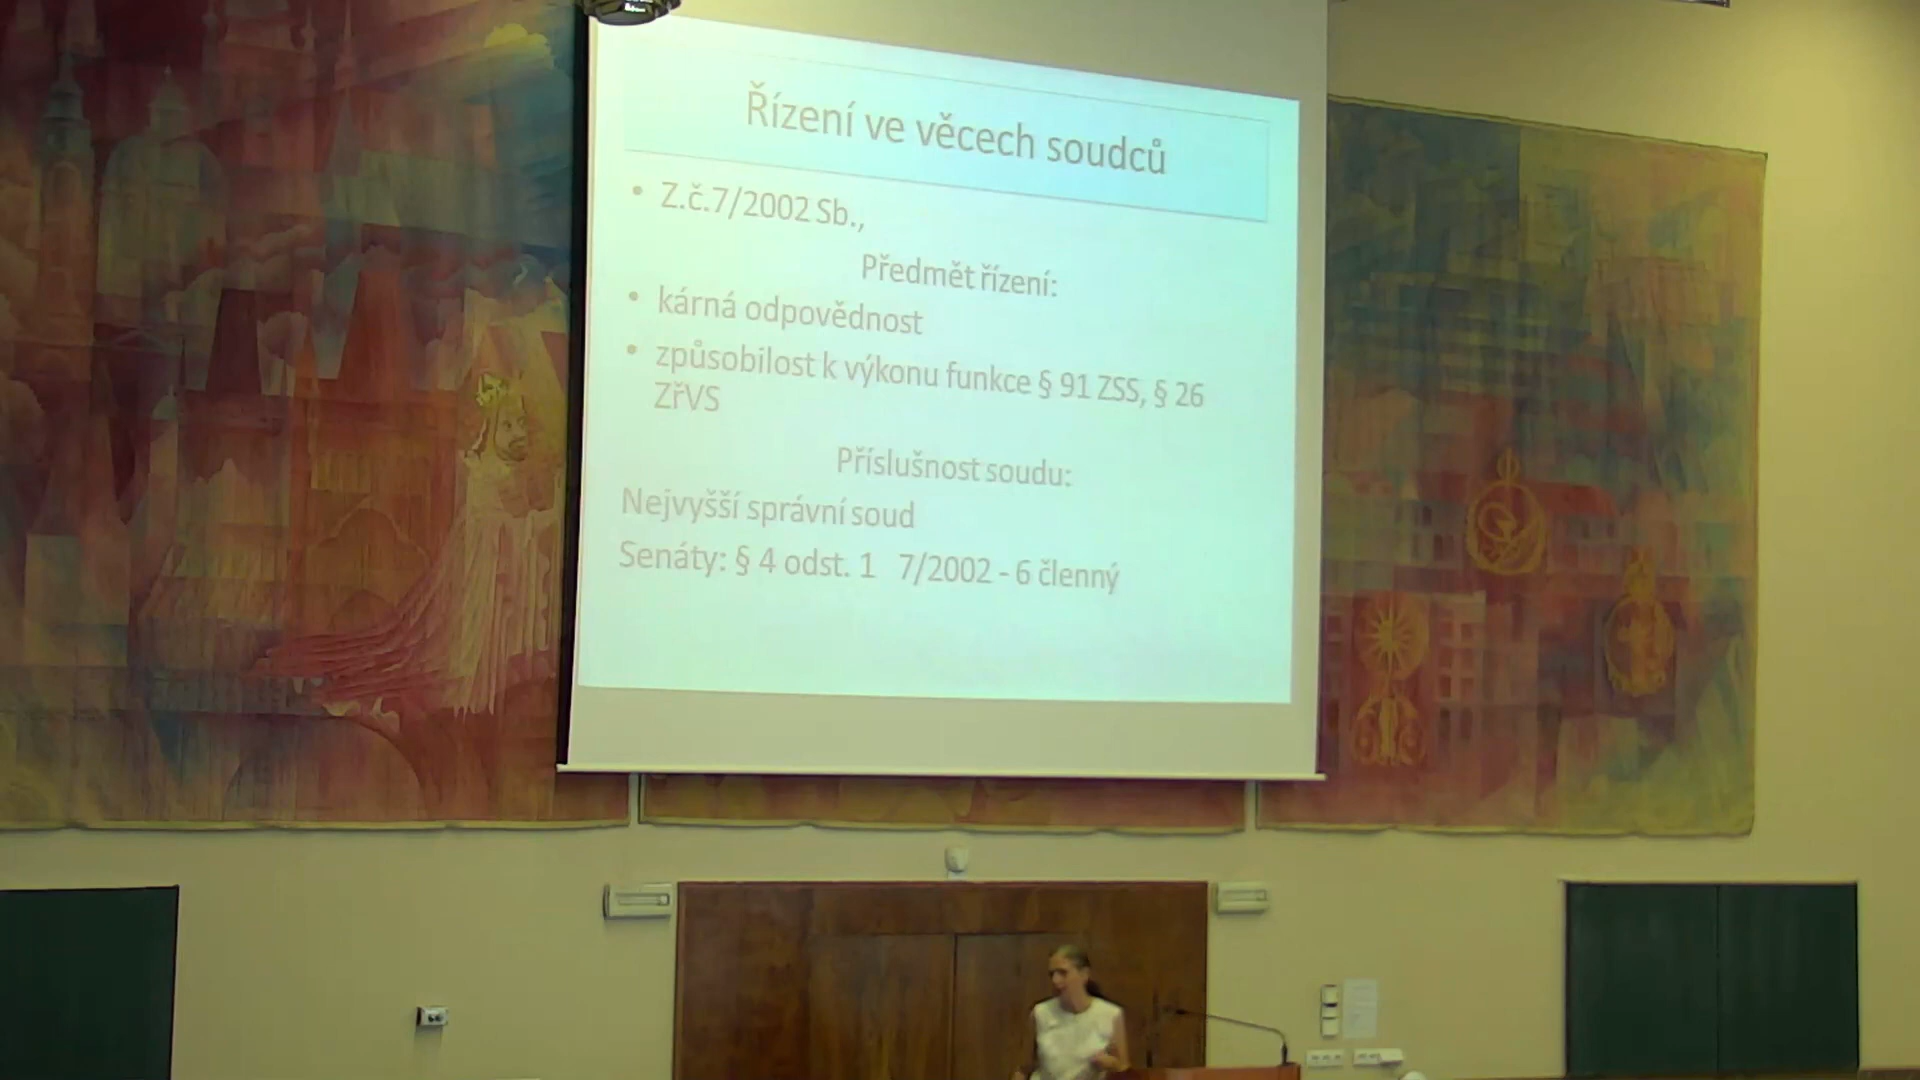 Řízení ve věcech soudců
• Z.č.7/2002 Sb.,
Předmět řízení:
• kárná odpovědnost
• způsobilost k výkonu funkce § 91 ZSS, § 26
ZřVS
Příslušnost soudu:
Nejvyšší správní soud
Senáty: § 4 odst. 1 7/2002 - 6 členný